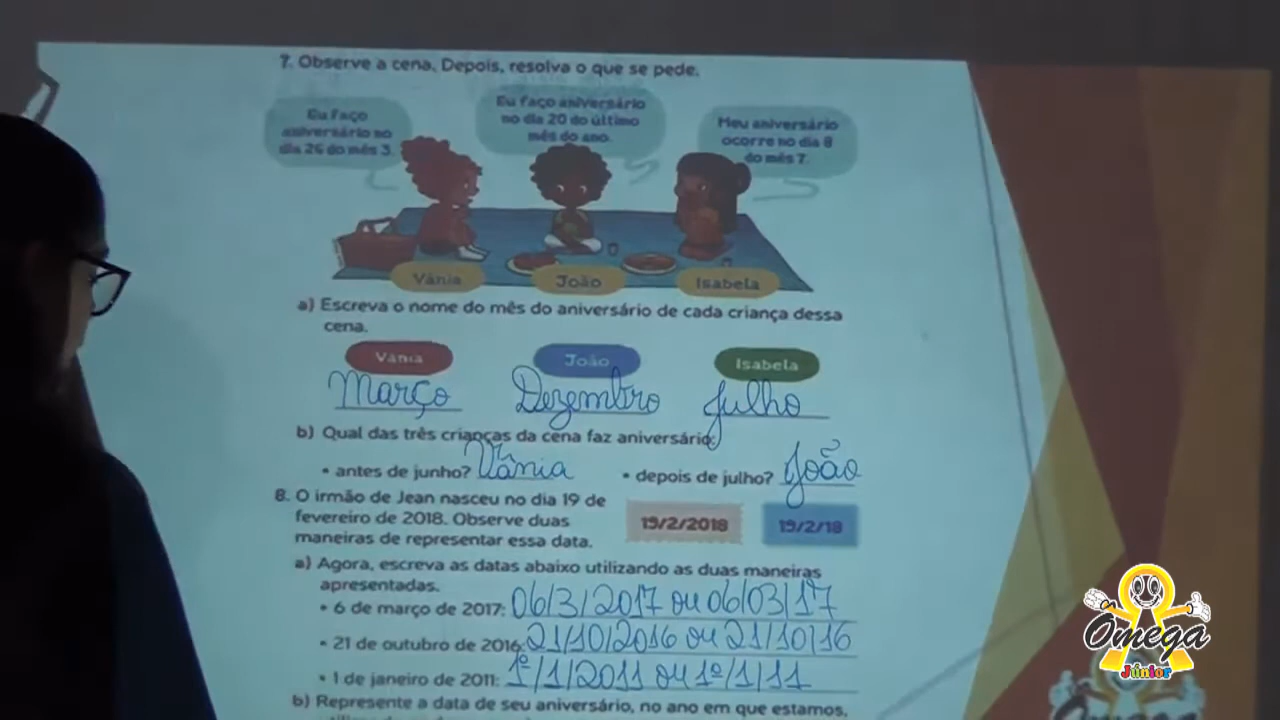 7. Observe a cena. Depois, resolva o que se pede.
Eu faço
aniversário no
dia 26 do mês 3.
Eu faço aniversário
no dia 20 do último
mês do ano.
Meu aniversário
ocorre no dia 8
do mês 7.
Vânia
João
Isabela
a) Escreva o nome do mês do aniversário de cada criança dessa
cena.
Vânia
João
Isabela
Março
Dezembro
Julho
b) Qual das três crianças da cena faz aniversário:
• antes de junho? Vânia
• depois de julho? João
8. O irmão de Jean nasceu no dia 19 de
fevereiro de 2018. Observe duas
maneiras de representar essa data.
19/2/2018
19/2/18
a) Agora, escreva as datas abaixo utilizando as duas maneiras
apresentadas.
• 6 de março de 2017: 06/3/2017 ou 06/03/17
• 21 de outubro de 2016: 21/10/2016 ou 21/10/16
• 1 de janeiro de 2011: 1º/1/2011 ou 1º/1/11
b) Represente a data de seu aniversário, no ano em que estamos,
Ômega
Júnior